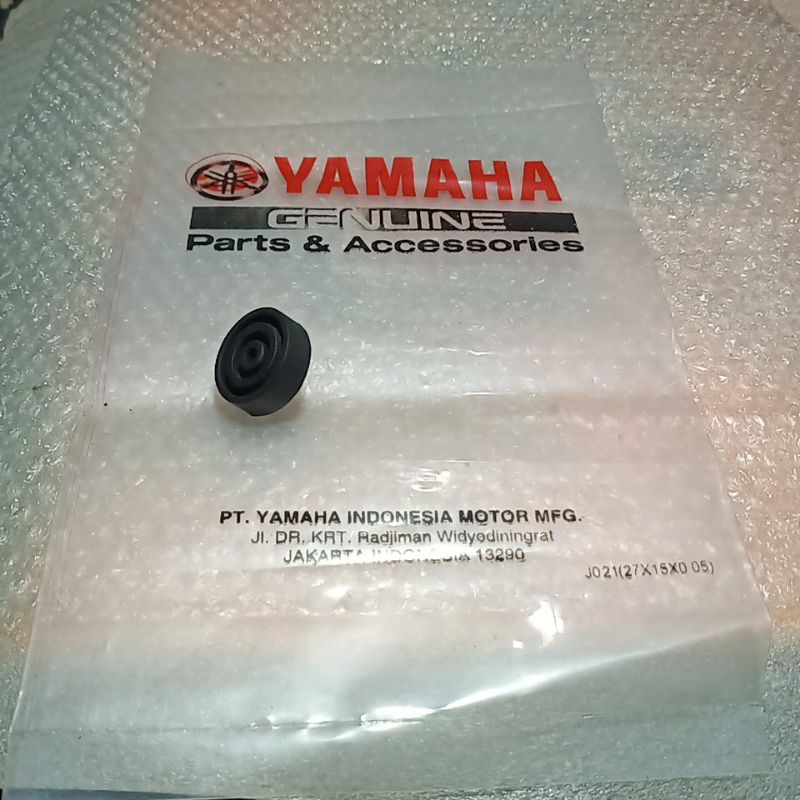 YAMAHA
GENUINE
Parts & Accessories
PT. YAMAHA INDONESIA MOTOR MFG.
Jl. DR. KRT. Radjiman Widyodiningrat
JAKARTA INDONESIA 13290
J021(27X15X0 05)